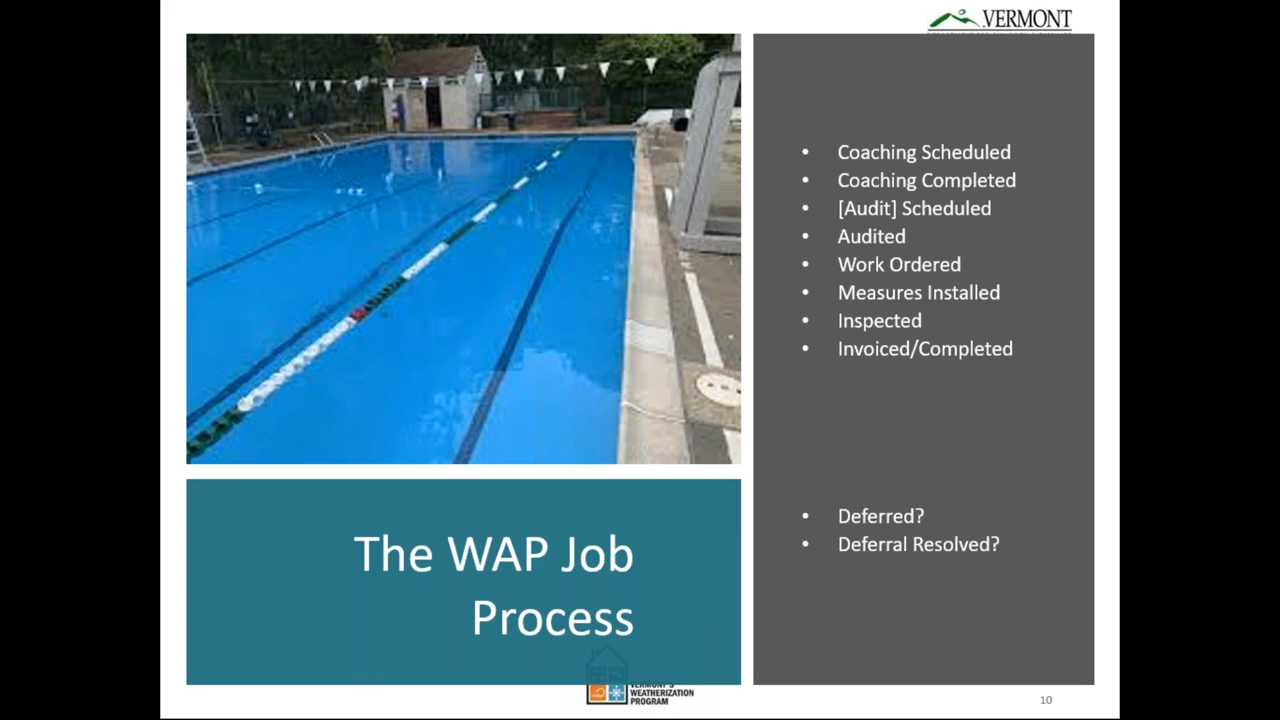 VERMONT
• Coaching Scheduled
• Coaching Completed
• [Audit] Scheduled
• Audited
• Work Ordered
• Measures Installed
• Inspected
• Invoiced/Completed
• Deferred?
• Deferral Resolved?
The WAP Job
Process
VERMONT'S
WEATHERIZATION
PROGRAM
10